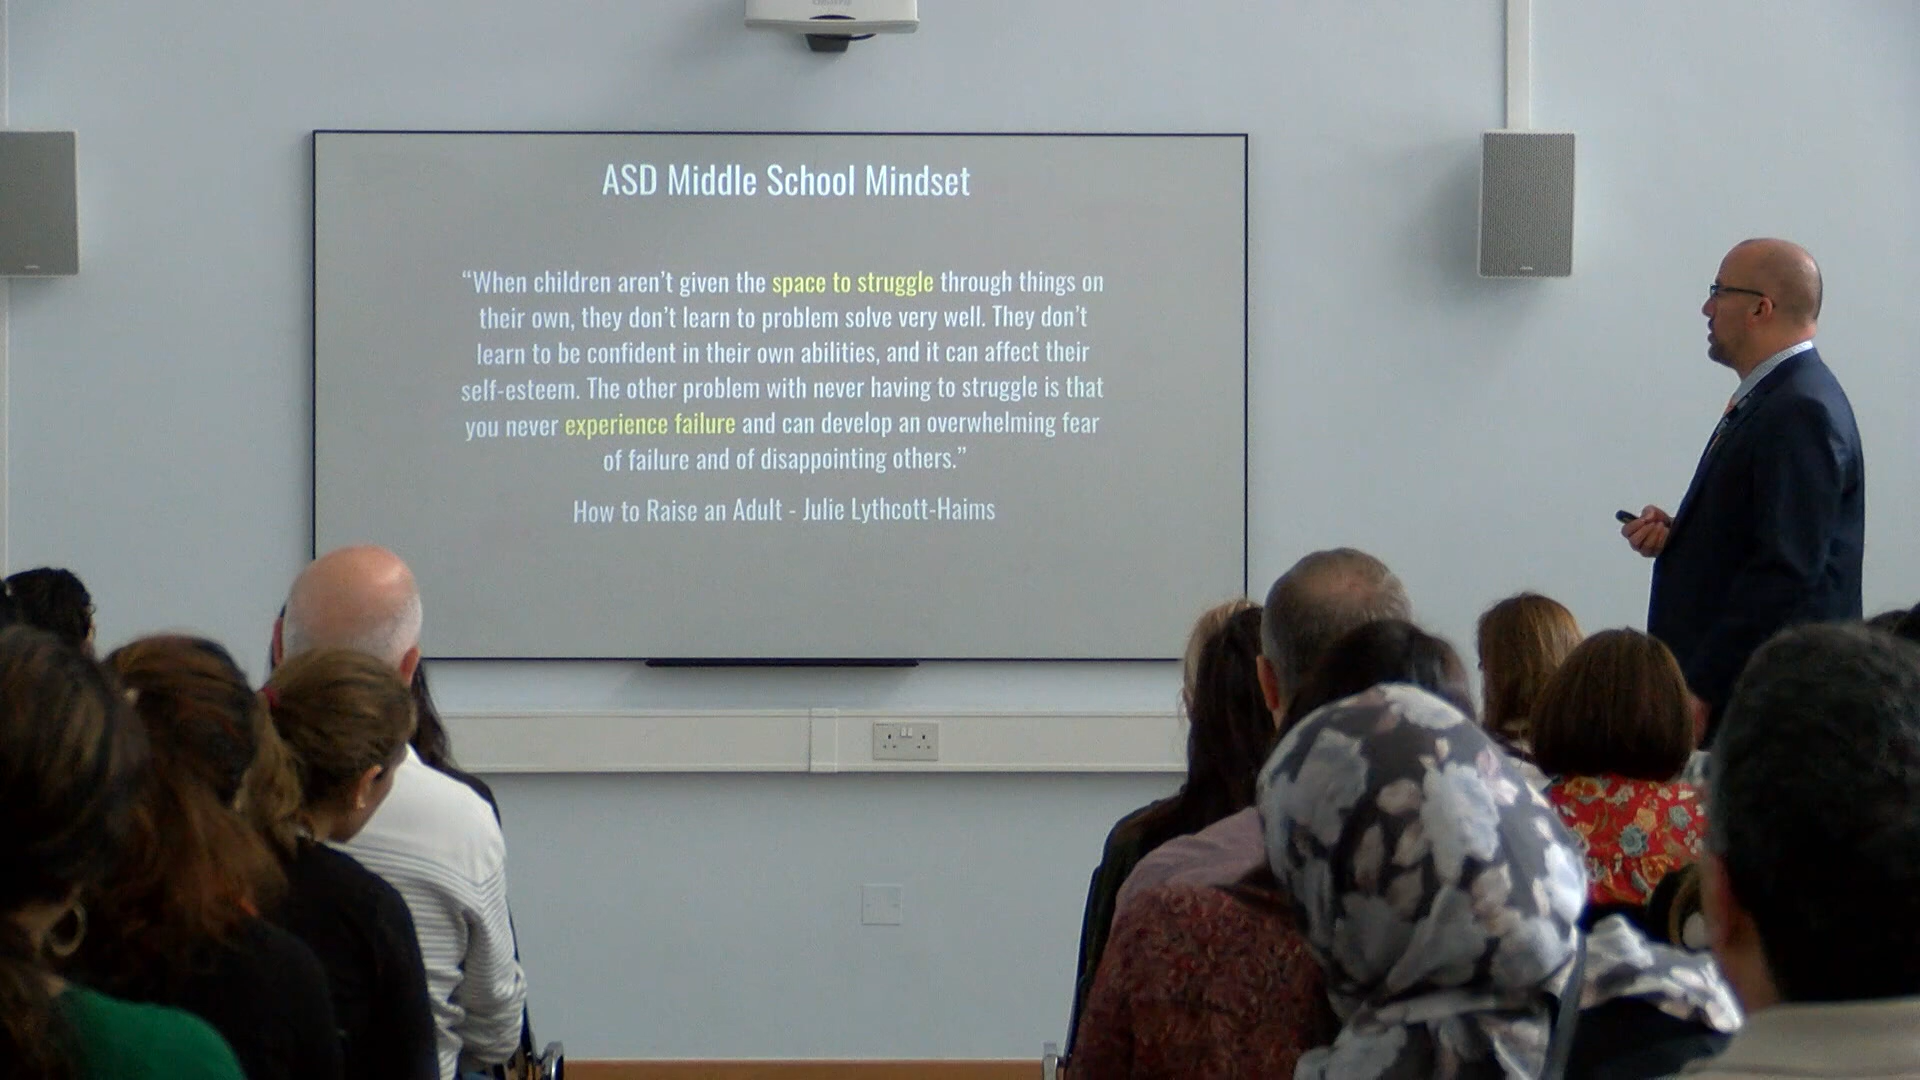 ASD Middle School Mindset
“When children aren’t given the space to struggle through things on
their own, they don’t learn to problem solve very well. They don’t
learn to be confident in their own abilities, and it can affect their
self-esteem. The other problem with never having to struggle is that
you never experience failure and can develop an overwhelming fear
of failure and of disappointing others.”
How to Raise an Adult - Julie Lythcott-Haims